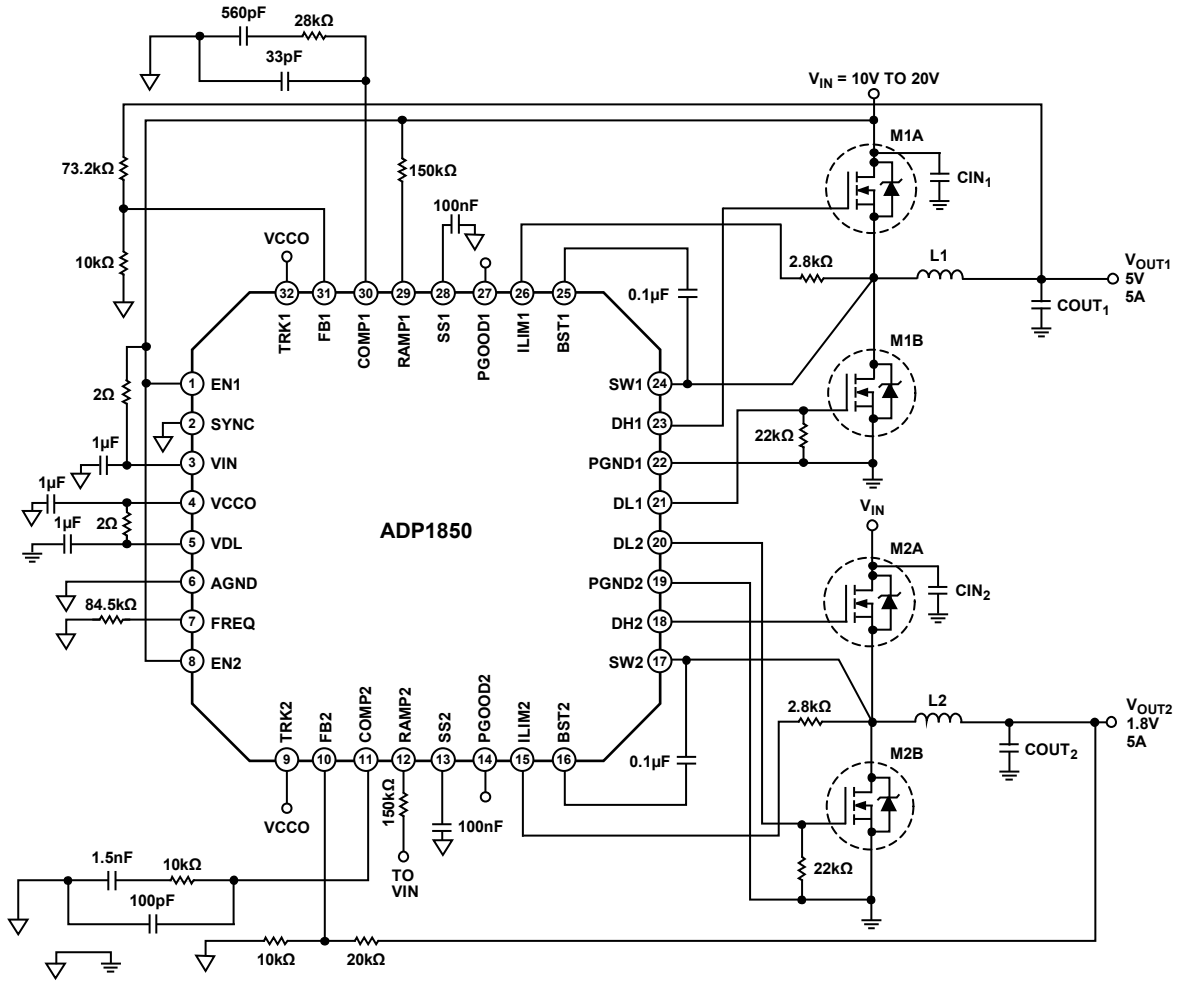 560pF
28kΩ
33pF
V_IN = 10V TO 20V
M1A
73.2kΩ
150kΩ
CIN₁
100nF
VCCO
10kΩ
L1
2.8kΩ
V_OUT1
5V
5A
32
31
30
29
28
27
26
25
0.1µF
COUT₁
TRK1
FB1
COMP1
RAMP1
SS1
PGOOD1
ILIM1
BST1
M1B
2Ω
1
EN1
SW1
24
2
SYNC
DH1
23
22kΩ
1µF
3
VIN
PGND1
22
1µF
4
VCCO
DL1
21
V_IN
1µF
2Ω
ADP1850
5
VDL
DL2
20
M2A
6
AGND
PGND2
19
CIN₂
84.5kΩ
7
FREQ
DH2
18
8
EN2
SW2
17
TRK2
FB2
COMP2
RAMP2
SS2
PGOOD2
ILIM2
BST2
L2
2.8kΩ
V_OUT2
1.8V
5A
9
10
11
12
13
14
15
16
0.1µF
COUT₂
M2B
150kΩ
VCCO
100nF
1.5nF
10kΩ
TO
VIN
22kΩ
100pF
10kΩ
20kΩ